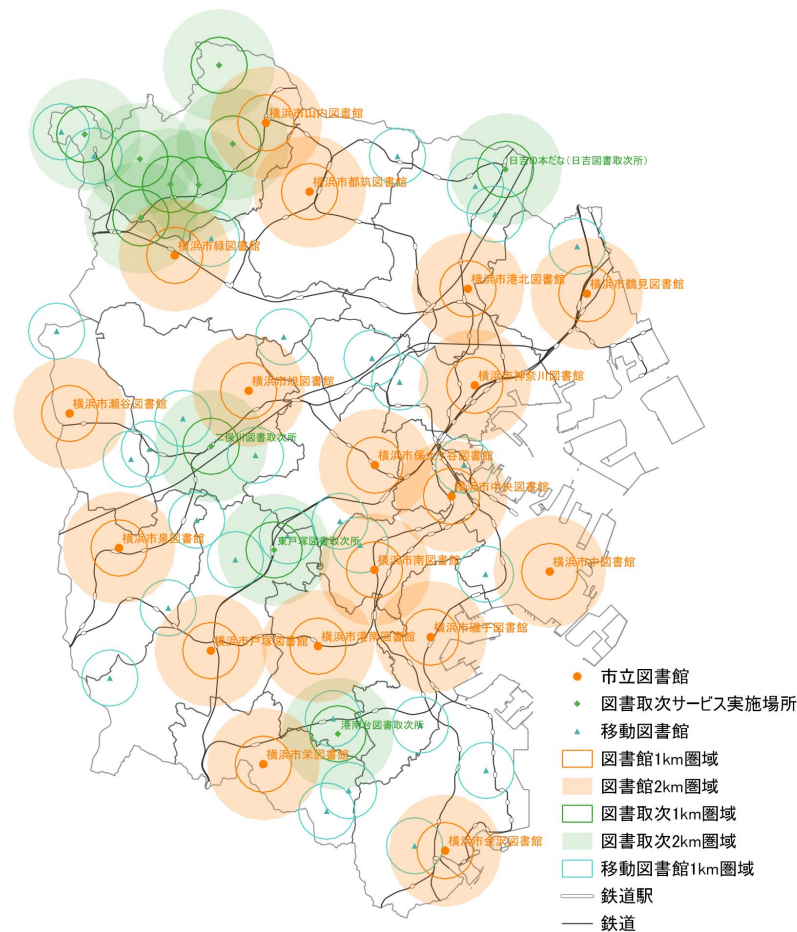 横浜市山内図書館
日吉の本だな(日吉図書取次所)
横浜市都筑図書館
横浜市緑図書館
横浜市港北図書館
横浜市鶴見図書館
横浜市旭図書館
横浜市神奈川図書館
横浜市瀬谷図書館
二俣川図書取次所
横浜市保土ケ谷図書館
横浜市中央図書館
横浜市泉図書館
東戸塚図書取次所
横浜市南図書館
横浜市中図書館
横浜市戸塚図書館
横浜市港南図書館
横浜市磯子図書館
港南台図書取次所
横浜市栄図書館
横浜市金沢図書館
市立図書館
図書取次サービス実施場所
移動図書館
図書館1km圏域
図書館2km圏域
図書取次1km圏域
図書取次2km圏域
移動図書館1km圏域
鉄道駅
鉄道